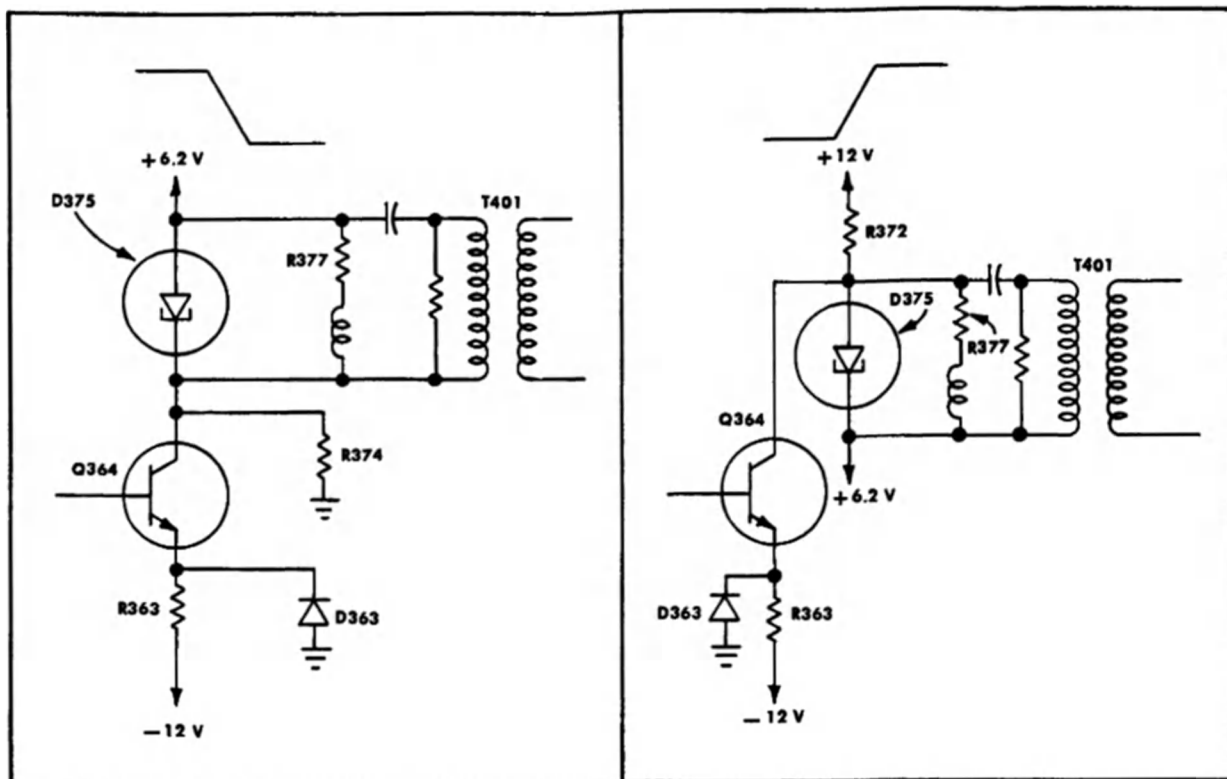 +6.2 V
D375
T401
R377
Q364
R374
R363
D363
−12 V
+12 V
R372
T401
D375
R377
Q364
+6.2 V
D363
R363
−12 V